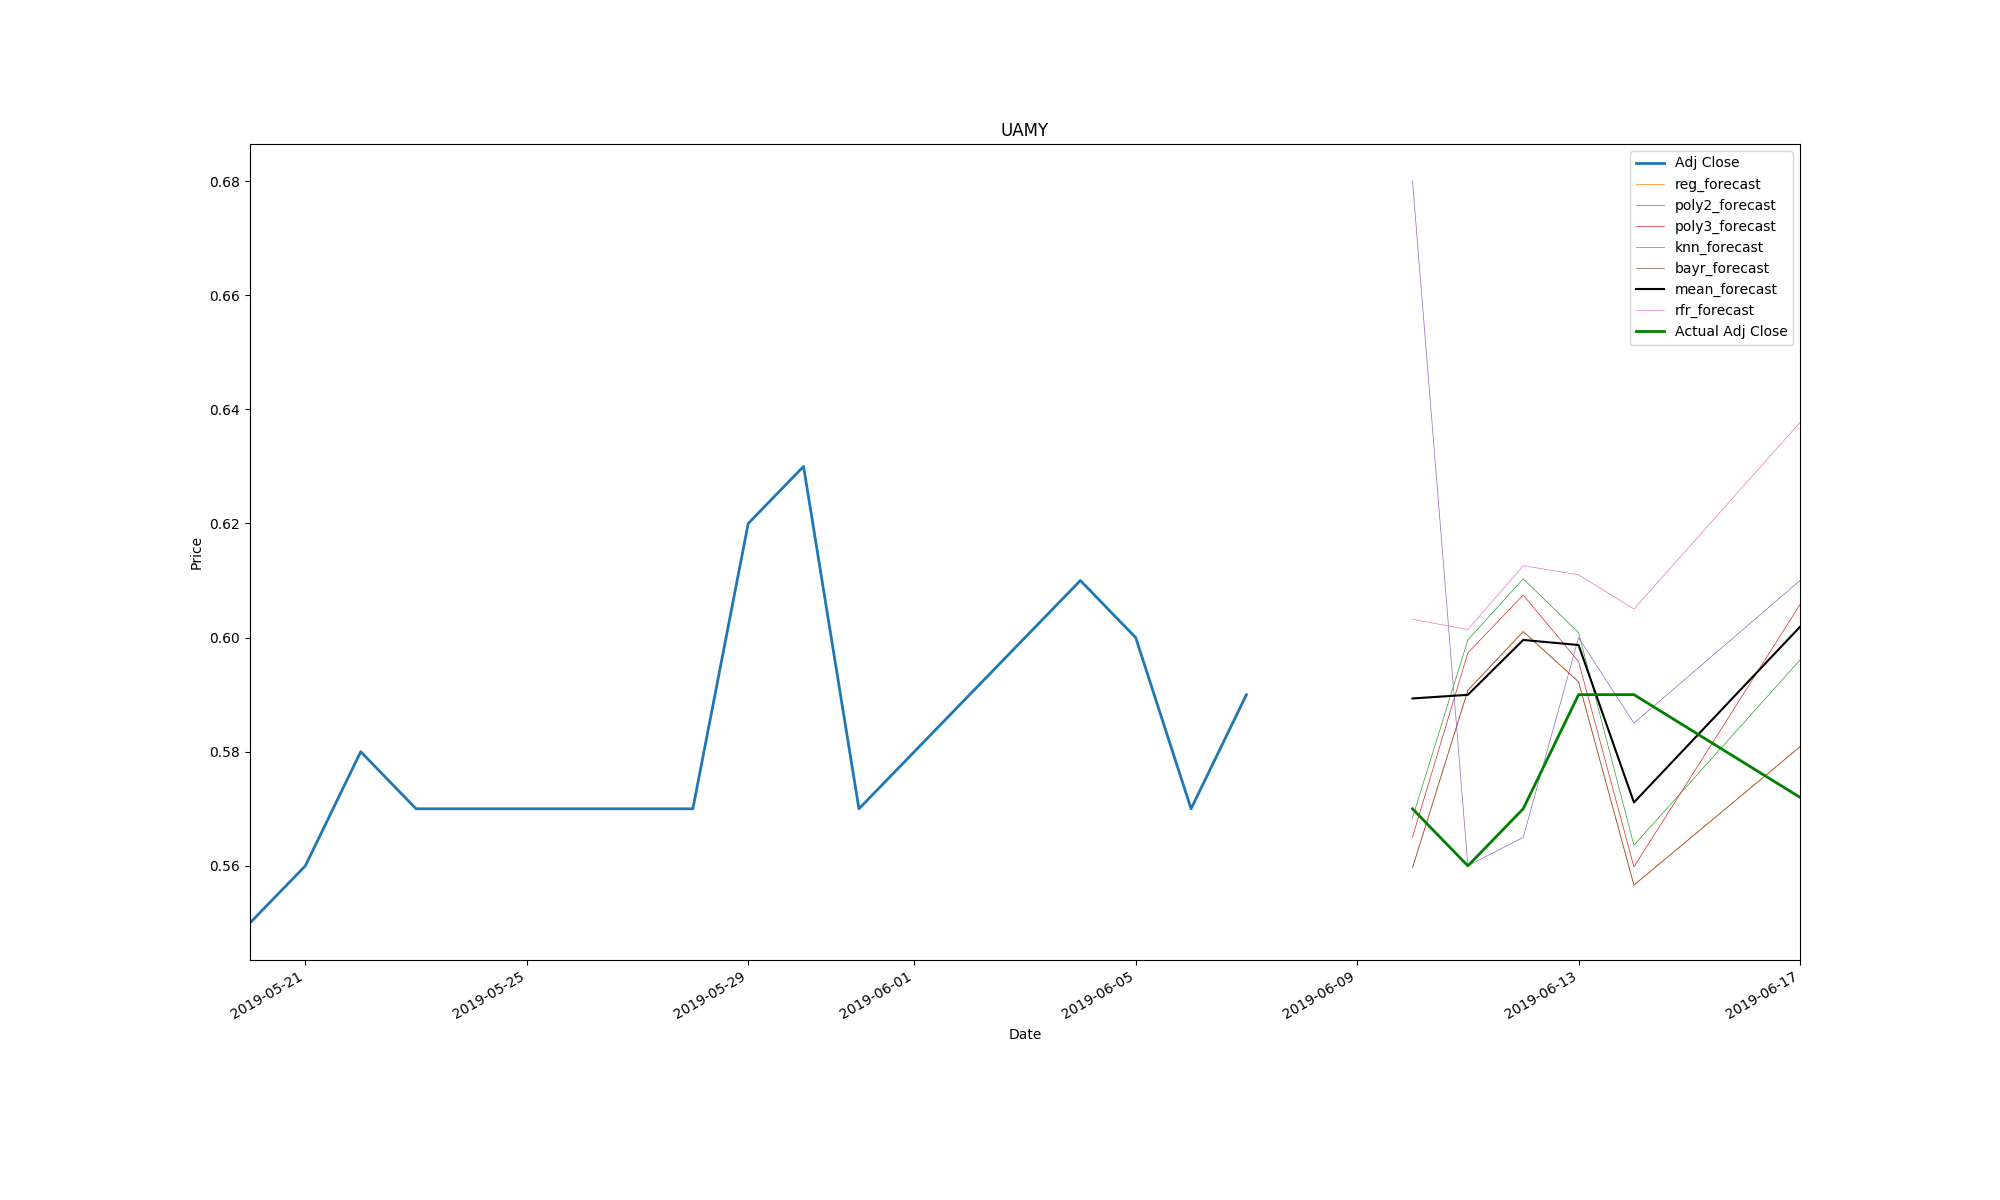 UAMY
Adj Close
reg_forecast
poly2_forecast
poly3_forecast
knn_forecast
bayr_forecast
mean_forecast
rfr_forecast
Actual Adj Close
0.68
0.66
0.64
0.62
0.60
0.58
0.56
Price
2019-05-21
2019-05-25
2019-05-29
2019-06-01
2019-06-05
2019-06-09
2019-06-13
2019-06-17
Date